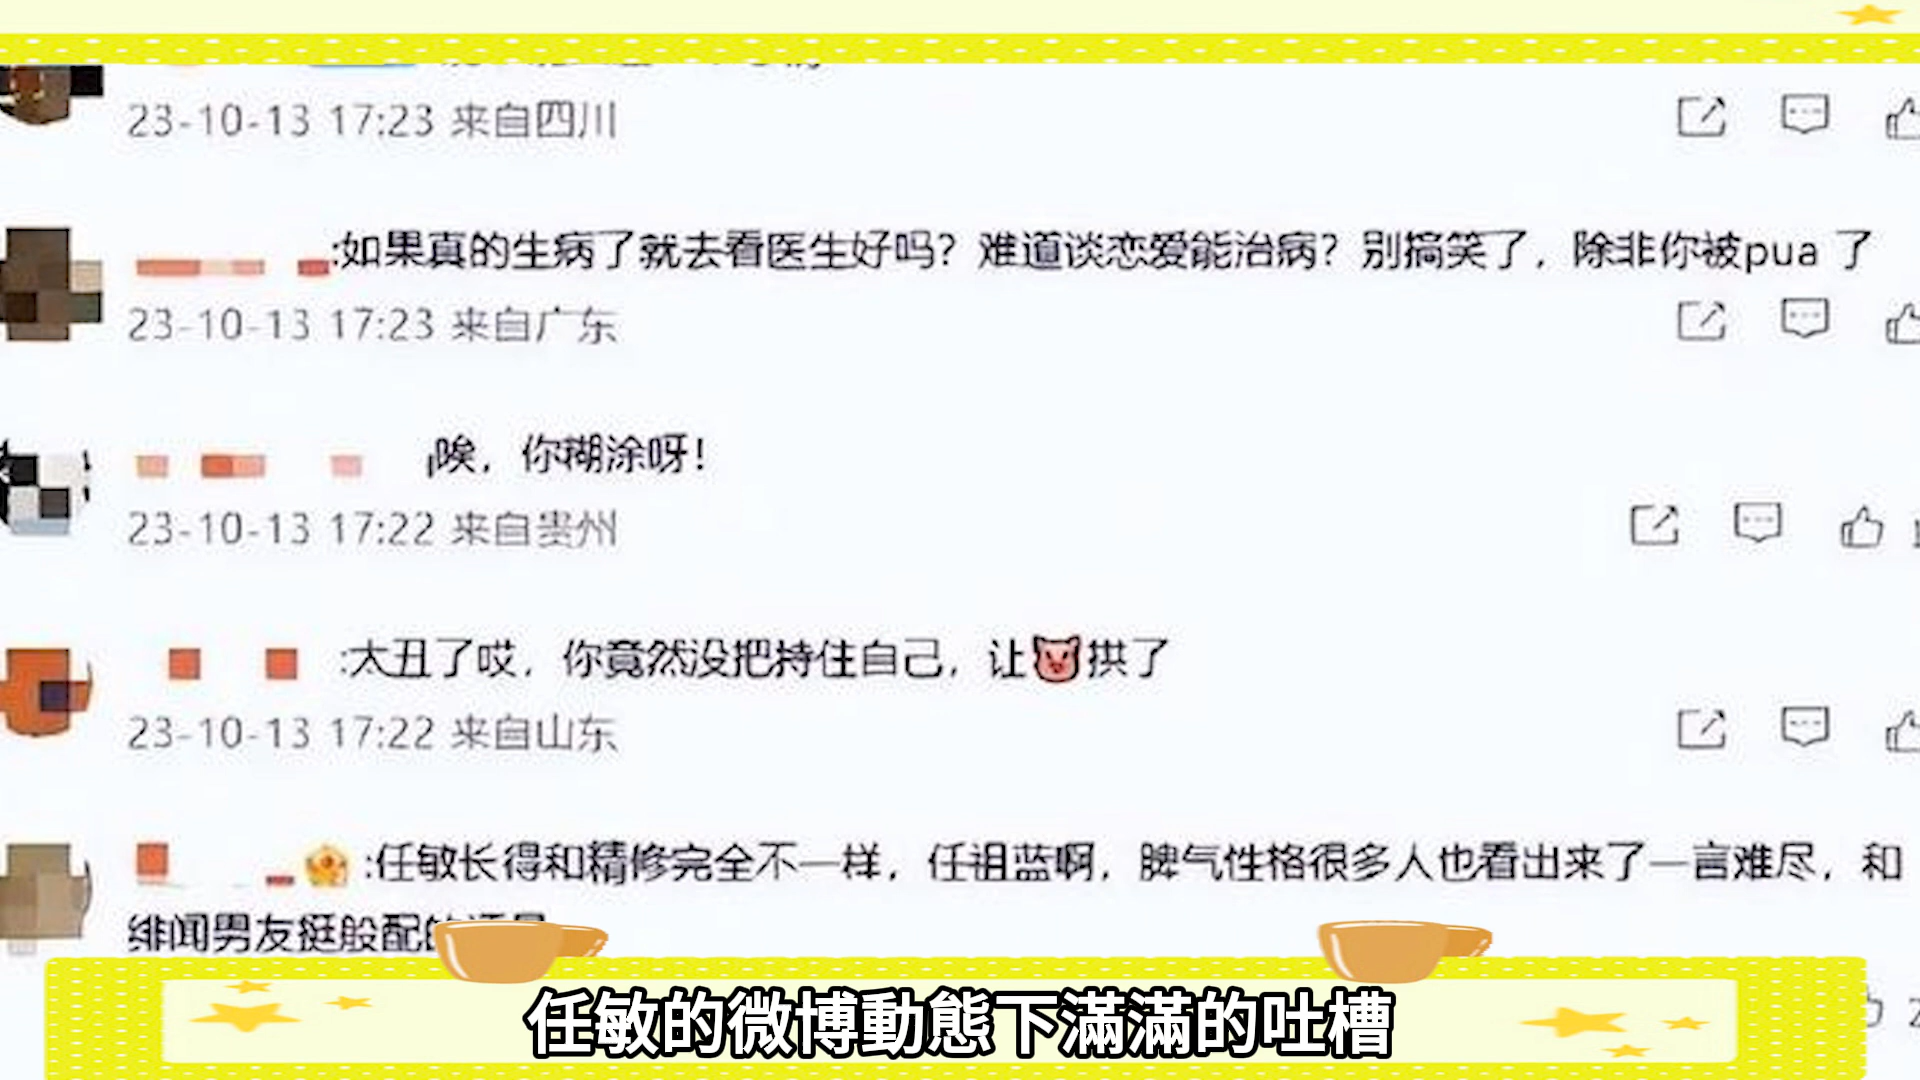 23-10-13 17:23 来自四川
:如果真的生病了就去看医生好吗？难道谈恋爱能治病？别搞笑了，除非你被pua 了
23-10-13 17:23 来自广东
唉，你糊涂呀！
23-10-13 17:22 来自贵州
:太丑了哎，你竟然没把持住自己，让🐷拱了
23-10-13 17:22 来自山东
:任敏长得和精修完全不一样，任祖蓝啊，脾气性格很多人也看出来了一言难尽，和
绯闻男友挺般配的
任敏的微博動態下滿滿的吐槽